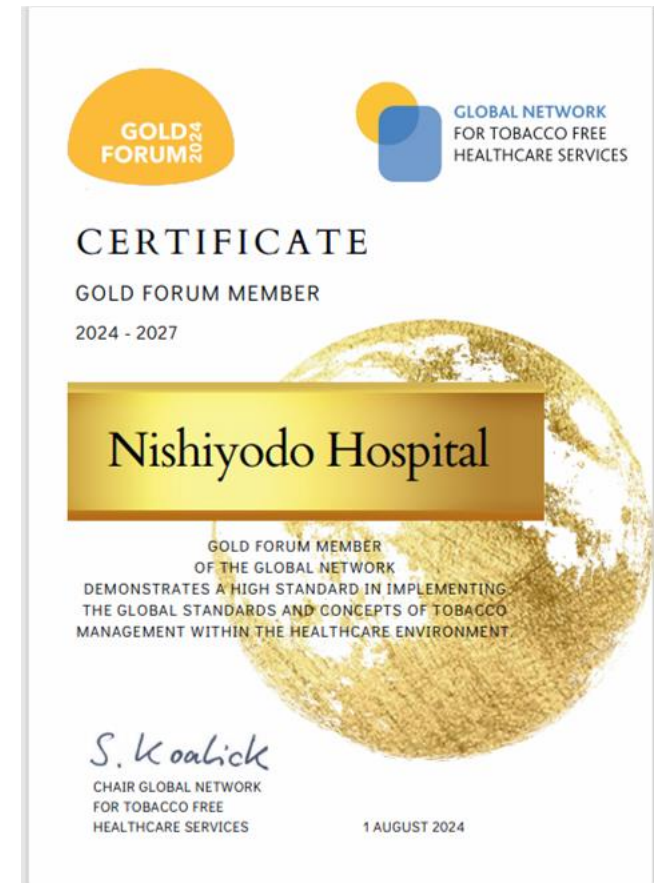 GOLD
FORUM 2024
GLOBAL NETWORK
FOR TOBACCO FREE
HEALTHCARE SERVICES
CERTIFICATE
GOLD FORUM MEMBER
2024 - 2027
Nishiyodo Hospital
GOLD FORUM MEMBER
OF THE GLOBAL NETWORK
DEMONSTRATES A HIGH STANDARD IN IMPLEMENTING
THE GLOBAL STANDARDS AND CONCEPTS OF TOBACCO
MANAGEMENT WITHIN THE HEALTHCARE ENVIRONMENT
S. Koalick
CHAIR GLOBAL NETWORK
FOR TOBACCO FREE
HEALTHCARE SERVICES
1 AUGUST 2024